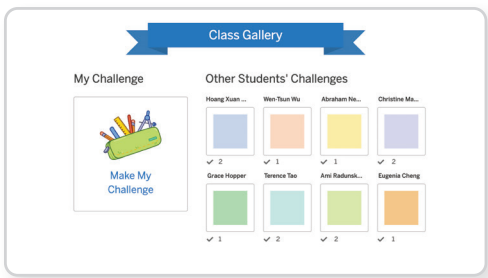 Class Gallery
My Challenge
Other Students' Challenges
Make My
Challenge
Hoang Xuan ...
Wen-Tsun Wu
Abraham Ne...
Christine Ma...
2
1
1
2
Grace Hopper
Terence Tao
Ami Radunsk...
Eugenia Cheng
1
2
2
1